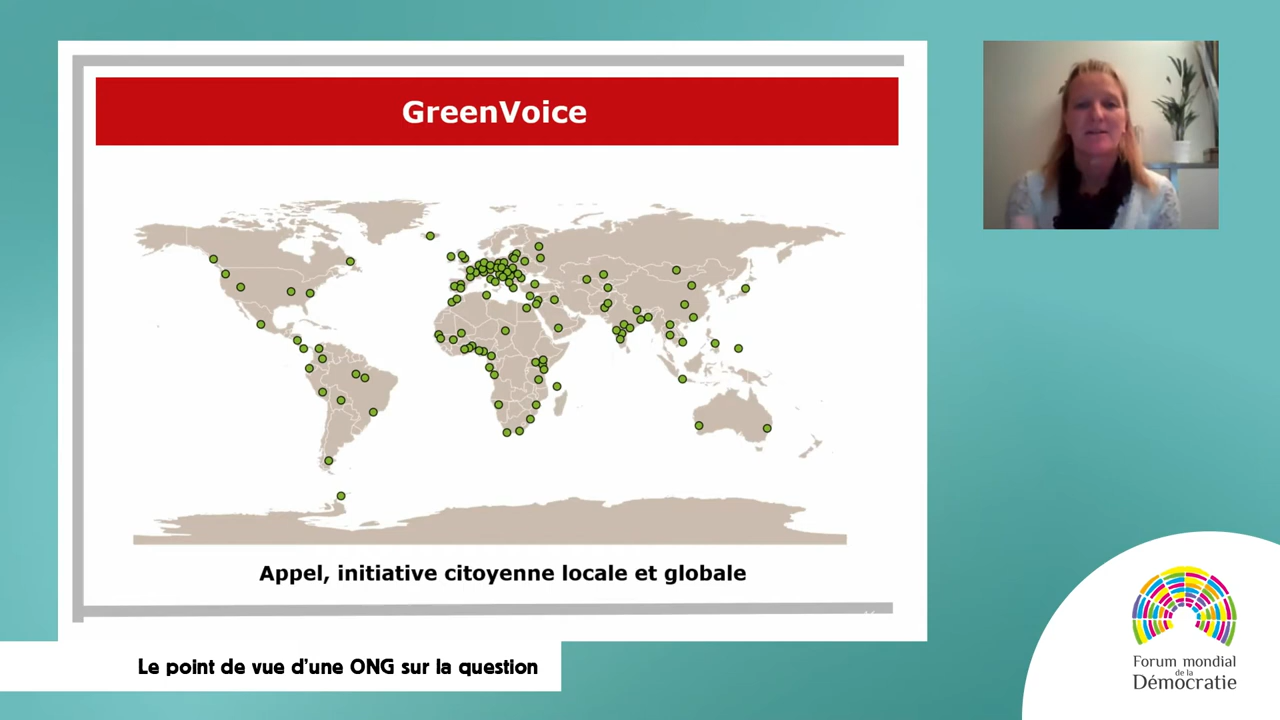 GreenVoice
Appel, initiative citoyenne locale et globale
Le point de vue d'une ONG sur la question
Forum mondial
de la
Démocratie